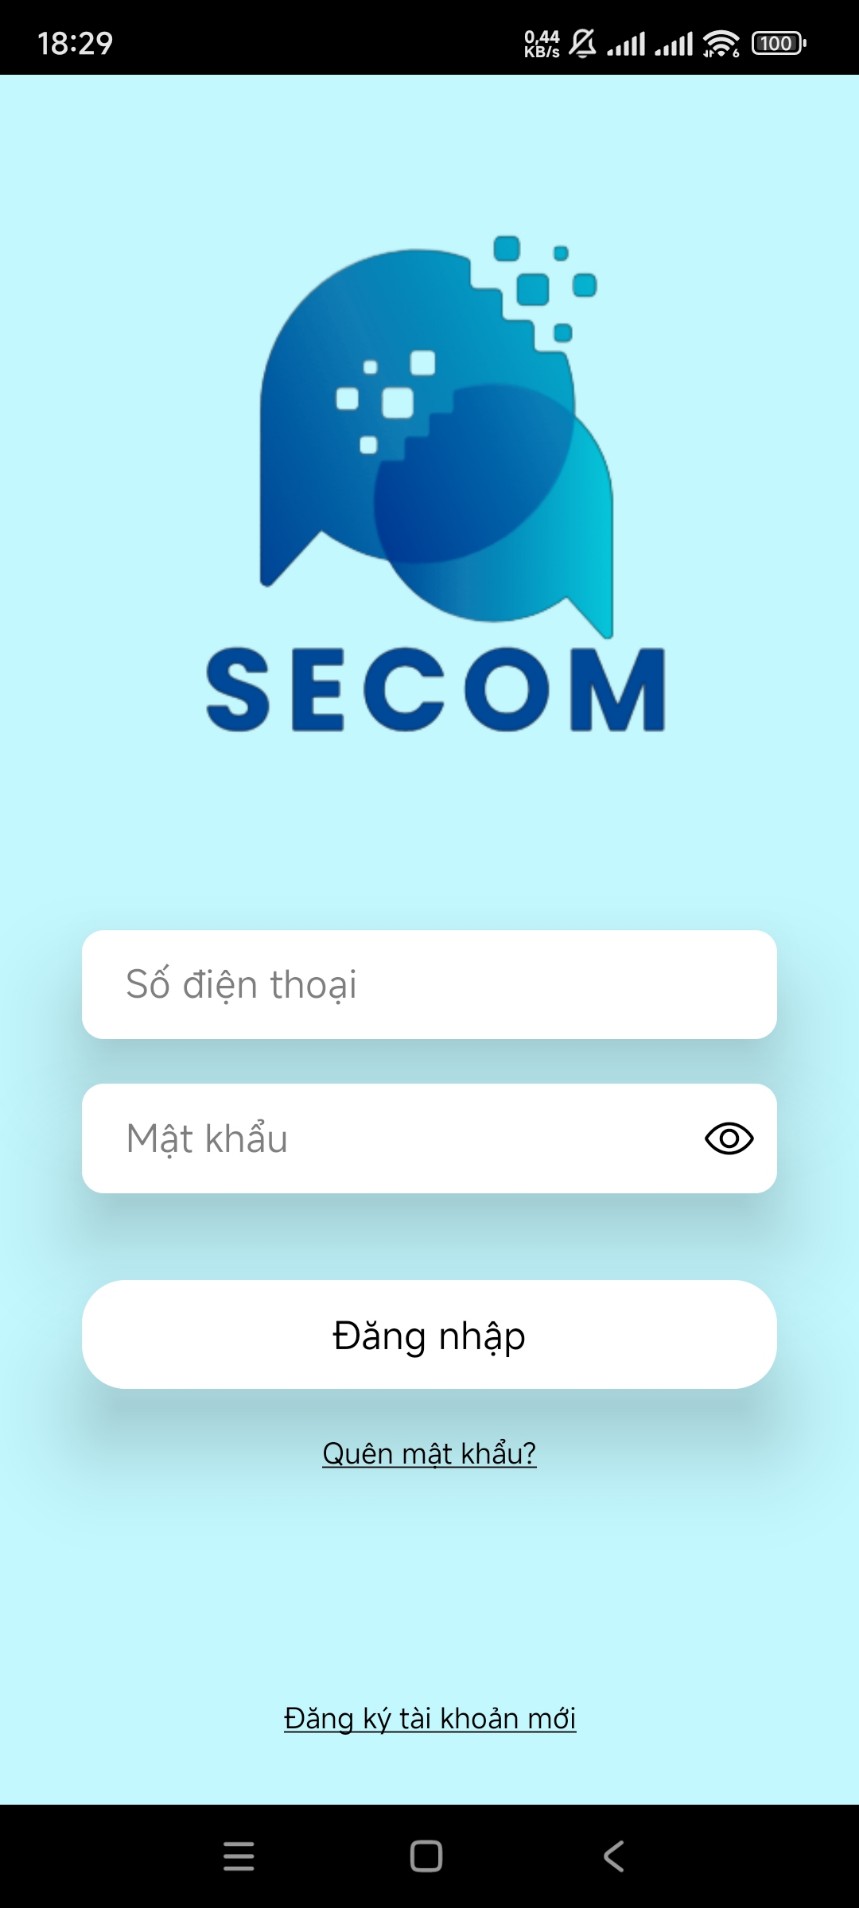 18:29
0,44
KB/s
6
100
SECOM
Số điện thoại
Mật khẩu
Đăng nhập
Quên mật khẩu?
Đăng ký tài khoản mới